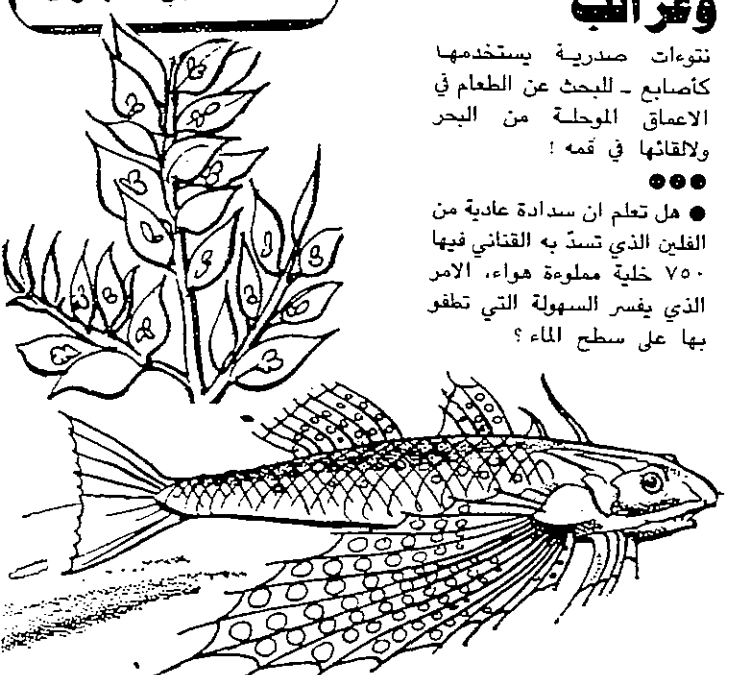 وغرائب
نتوءات صدرية يستخدمها
كأصابع ـ للبحث عن الطعام في
الاعماق الموحلة من البحر
ولالقائها في قمه !
● هل تعلم ان سدادة عادية من
الفلين الذي تسدّ به القناني فيها
٧٥٠ خلية مملوءة هواء، الامر
الذي يفسر السهولة التي تطفو
بها على سطح الماء ؟